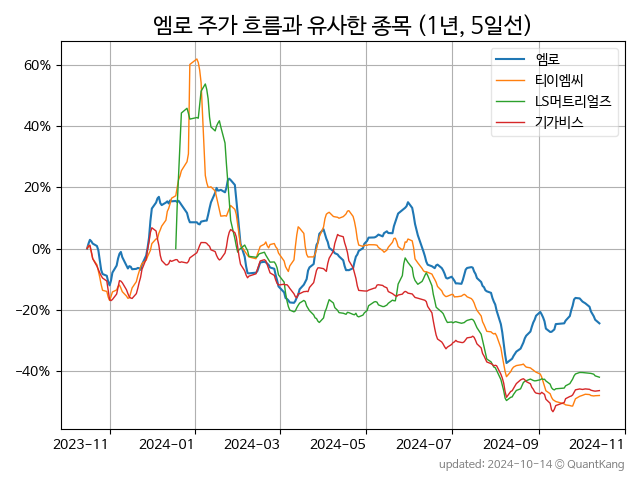 엠로 주가 흐름과 유사한 종목 (1년, 5일선)
엠로
티이엠씨
LS머트리얼즈
기가비스
60%
40%
20%
0%
−20%
−40%
2023−11
2024−01
2024−03
2024−05
2024−07
2024−09
2024−11
updated: 2024-10-14 © QuantKang